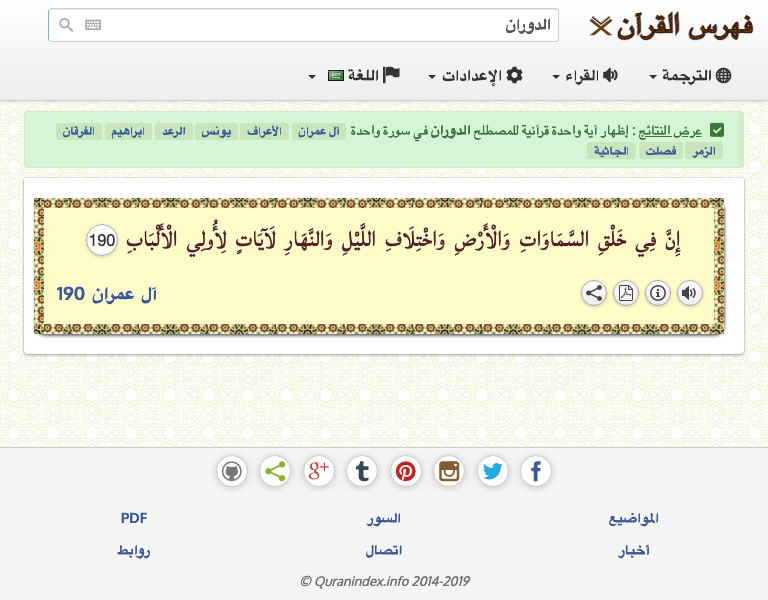 فهرس القرآن
الدوران
الترجمة القراء الإعدادات اللغة
عرض النتائج : إظهار آية واحدة قرآنية للمصطلح الدوران في سورة واحدة آل عمران الأعراف يونس الرعد ابراهيم الفرقان
الزمر فصلت الجاثية
إِنَّ فِي خَلْقِ السَّمَاوَاتِ وَالْأَرْضِ وَاخْتِلَافِ اللَّيْلِ وَالنَّهَارِ لَآيَاتٍ لِأُولِي الْأَلْبَابِ 190
آل عمران 190
المواضيع السور PDF
أخبار اتصال روابط
© Quranindex.info 2014-2019